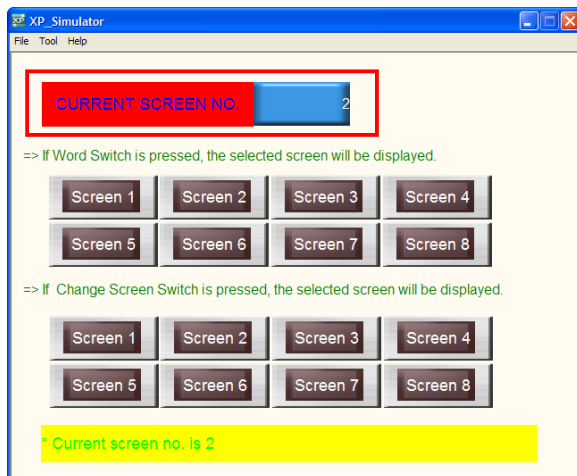 XP_Simulator
File Tool Help
CURRENT SCREEN NO. 2
=> If Word Switch is pressed, the selected screen will be displayed.
Screen 1 Screen 2 Screen 3 Screen 4
Screen 5 Screen 6 Screen 7 Screen 8
=> If Change Screen Switch is pressed, the selected screen will be displayed.
Screen 1 Screen 2 Screen 3 Screen 4
Screen 5 Screen 6 Screen 7 Screen 8
* Current screen no. is 2